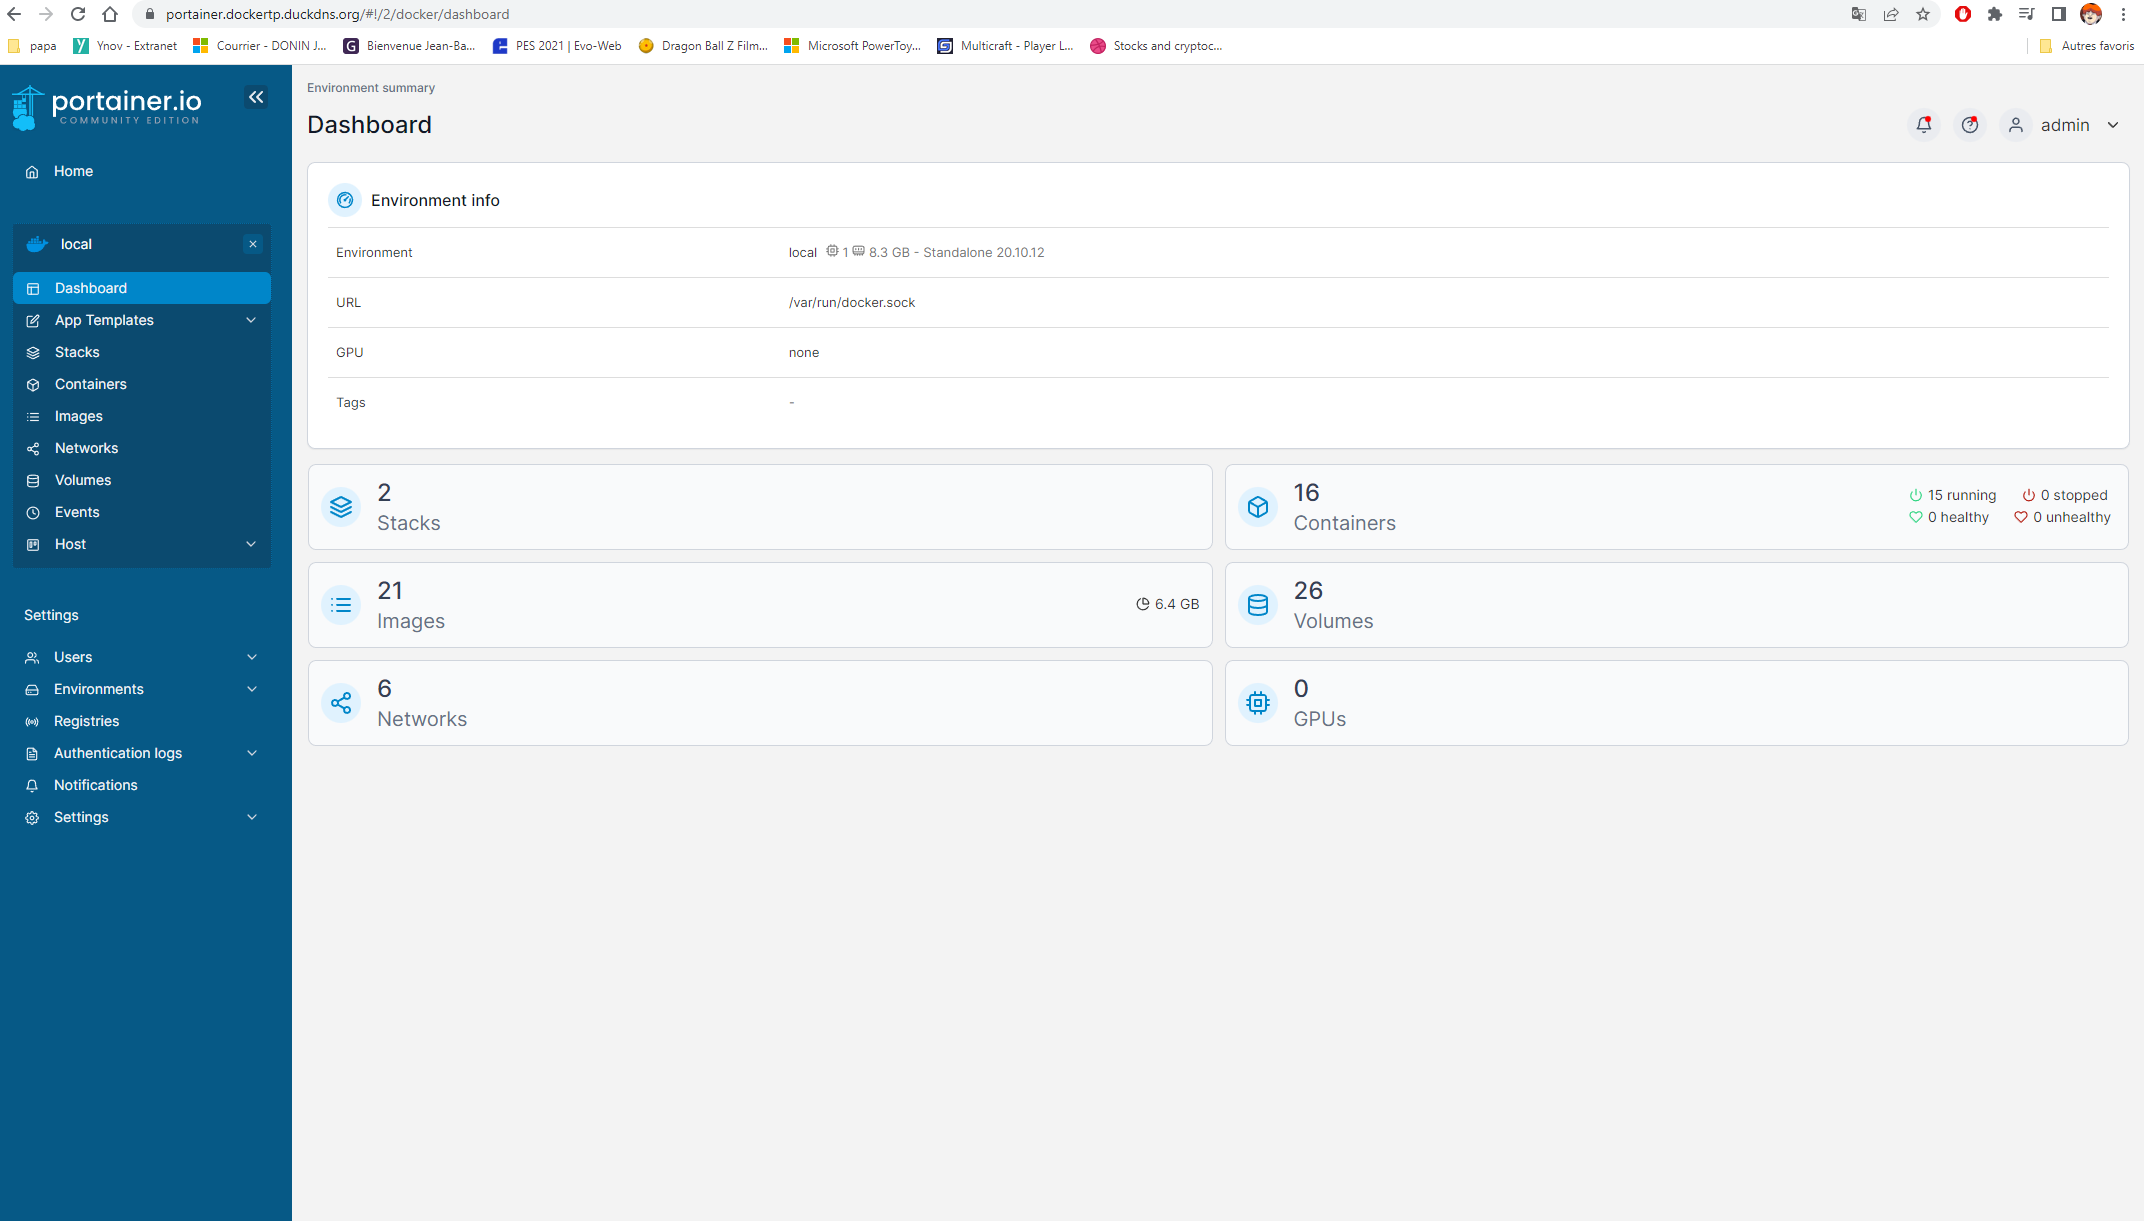 portainer.dockertp.duckdns.org/#!/2/docker/dashboard
papa
Ynov - Extranet
Courrier - DONIN J...
Bienvenue Jean-Ba...
PES 2021 | Evo-Web
Dragon Ball Z Film...
Microsoft PowerToy...
Multicraft - Player L...
Stocks and cryptoc...
Autres favoris
portainer.io
COMMUNITY EDITION
Home
local
Dashboard
App Templates
Stacks
Containers
Images
Networks
Volumes
Events
Host
Settings
Users
Environments
Registries
Authentication logs
Notifications
Settings
Environment summary
Dashboard
admin
Environment info
Environment
local 1 8.3 GB - Standalone 20.10.12
URL
/var/run/docker.sock
GPU
none
Tags
-
2
Stacks
16
Containers
15 running
0 stopped
0 healthy
0 unhealthy
21
Images
6.4 GB
26
Volumes
6
Networks
0
GPUs